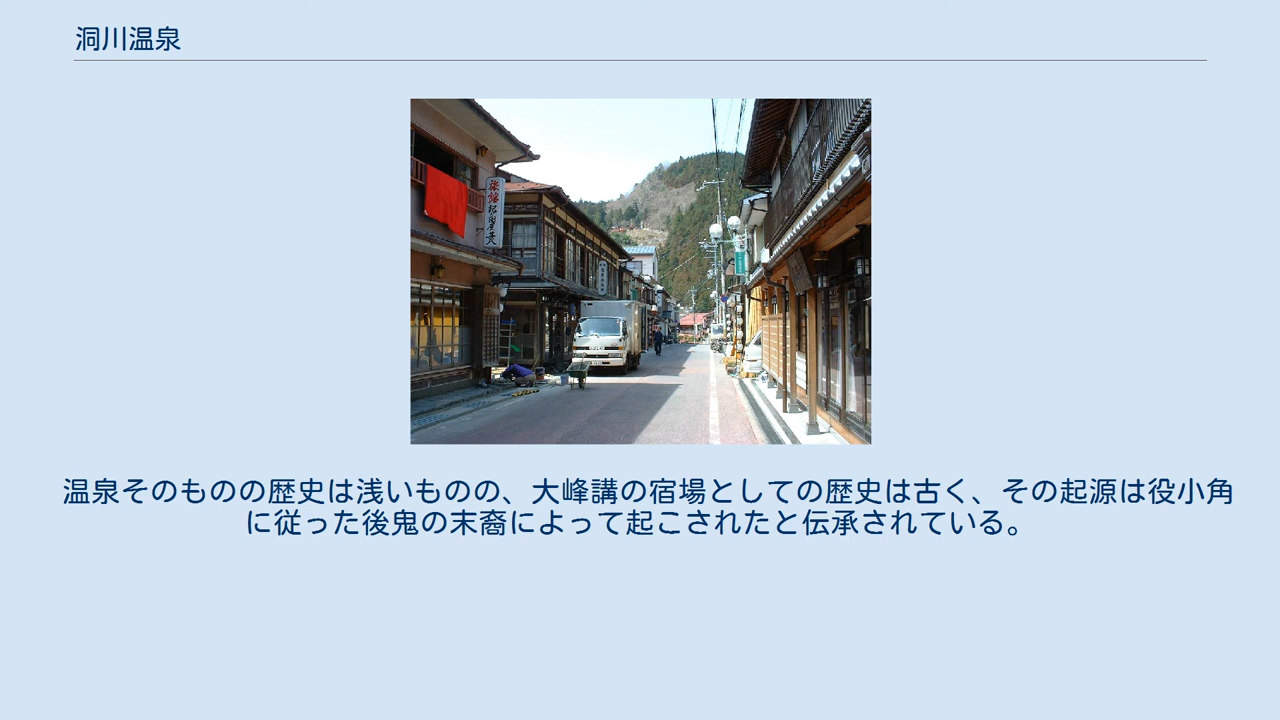 洞川温泉
温泉そのものの歴史は浅いものの、大峰講の宿場としての歴史は古く、その起源は役小角
に従った後鬼の末裔によって起こされたと伝承されている。